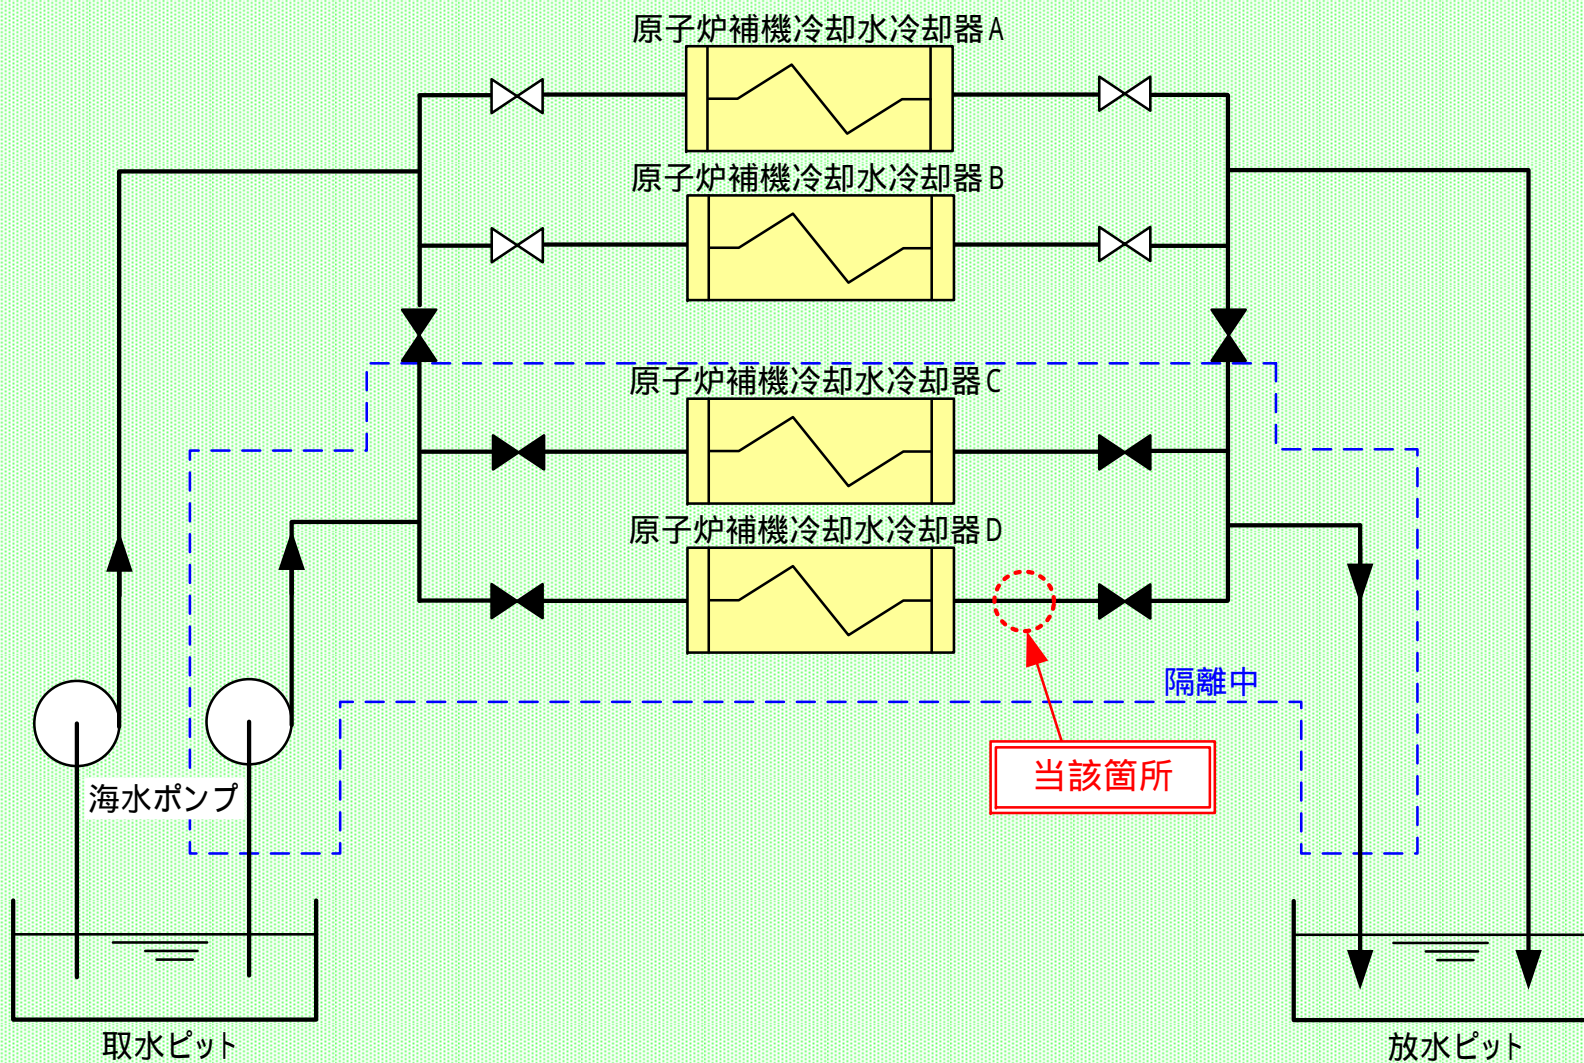 原子炉補機冷却水冷却器A
原子炉補機冷却水冷却器B
原子炉補機冷却水冷却器C
原子炉補機冷却水冷却器D
隔離中
当該箇所
海水ポンプ
取水ピット
放水ピット